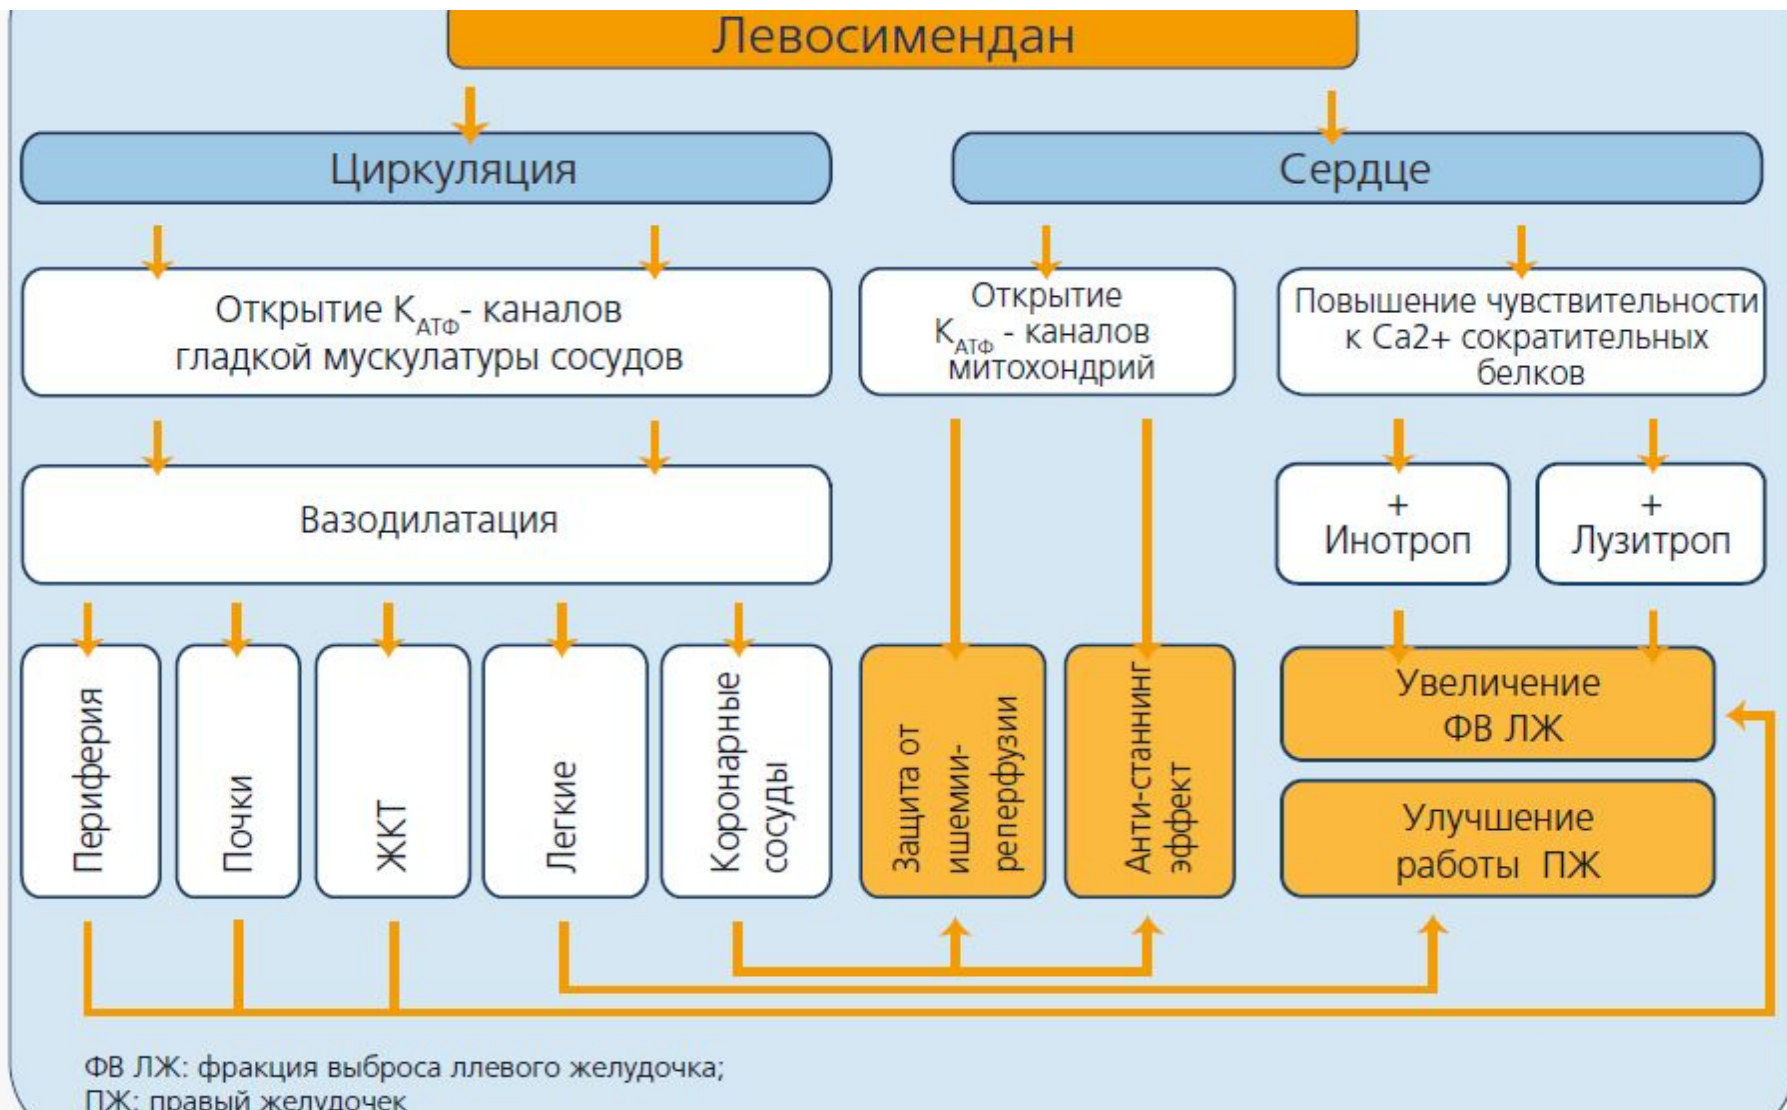 Левосимендан
Циркуляция
Сердце
Открытие КАТФ- каналов
гладкой мускулатуры сосудов
Открытие
КАТФ - каналов
митохондрий
Повышение чувствительности
к Ca2+ сократительных
белков
Вазодилатация
+
Инотроп
+
Лузитроп
Периферия
Почки
ЖКТ
Легкие
Коронарные
сосуды
Защита от
ишемии-
реперфузии
Анти-станнинг
эффект
Увеличение
ФВ ЛЖ
Улучшение
работы ПЖ
ФВ ЛЖ: фракция выброса ллевого желудочка;
ПЖ: правый желудочек